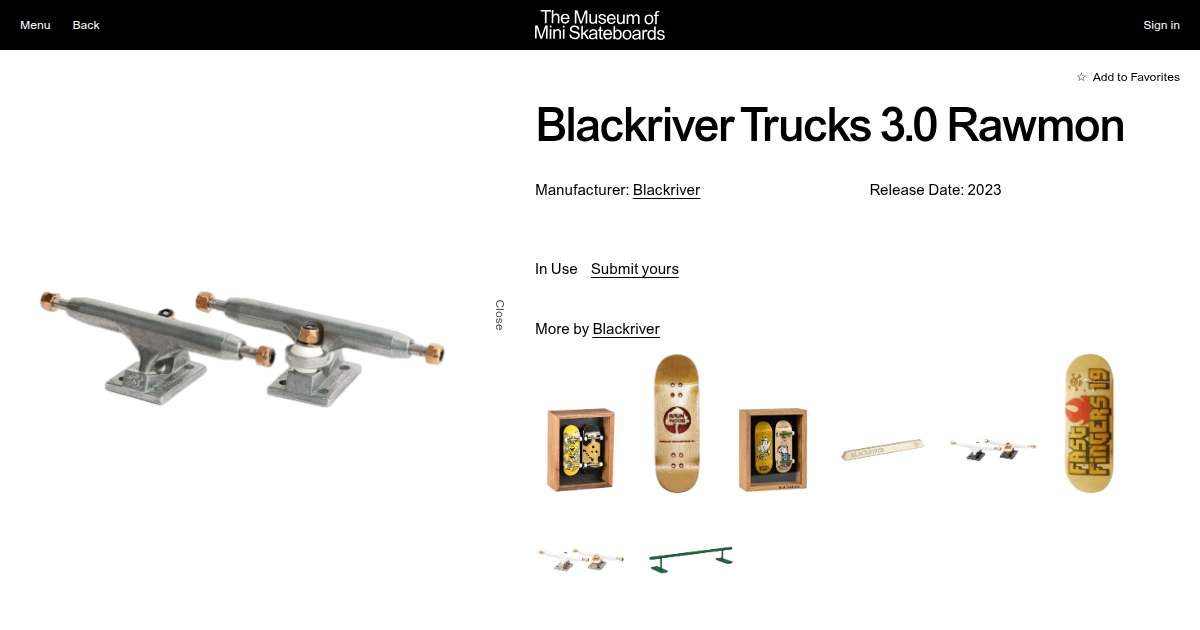 Menu
Back
The Museum of
Mini Skateboards
Sign in
☆ Add to Favorites
Blackriver Trucks 3.0 Rawmon
Manufacturer: Blackriver
Release Date: 2023
In Use
Submit yours
Close
More by Blackriver
BLACKRIVER
FAST
FINGERS 19